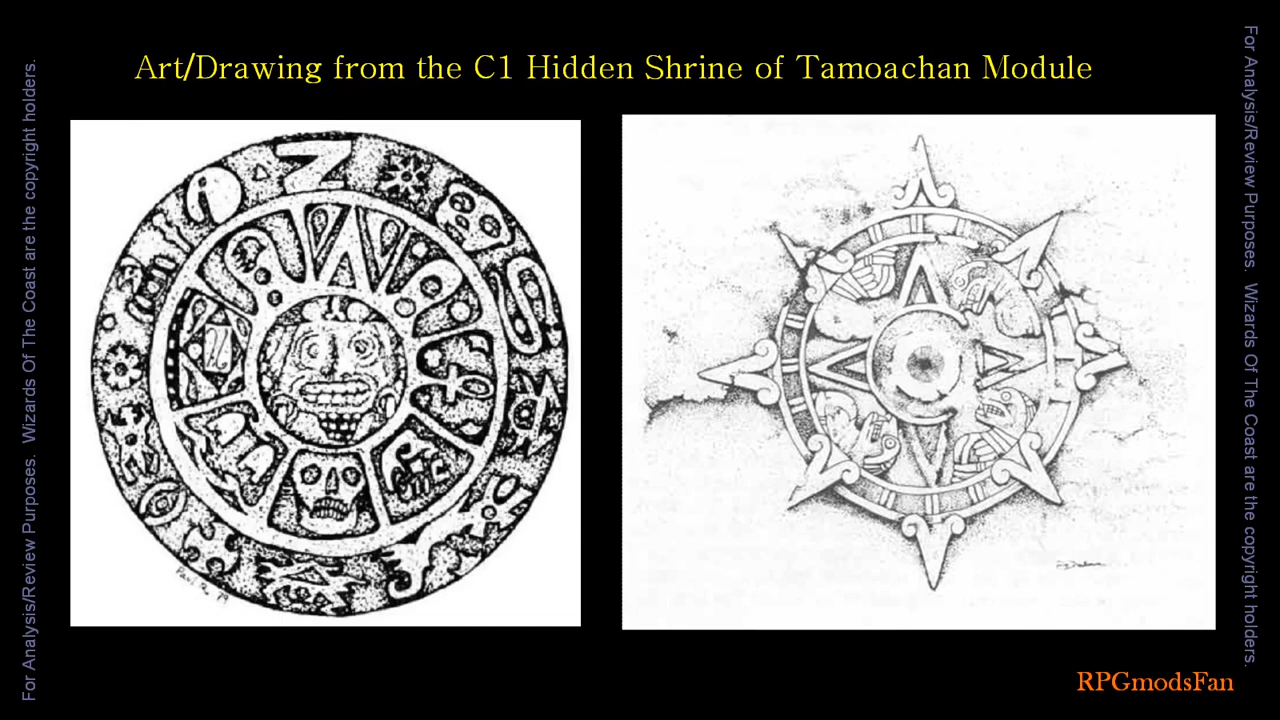 Art/Drawing from the C1 Hidden Shrine of Tamoachan Module
For Analysis/Review Purposes.  Wizards Of The Coast are the copyright holders.
For Analysis/Review Purposes.  Wizards Of The Coast are the copyright holders.
RPGmodsFan